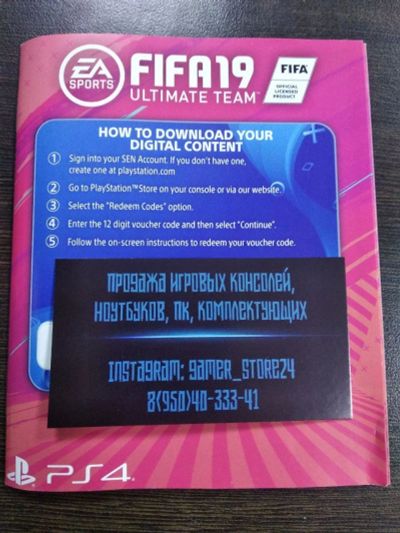 EA
SPORTS
FIFA 19
ULTIMATE TEAM™
FIFA
OFFICIAL
LICENSED
PRODUCT
HOW TO DOWNLOAD YOUR
DIGITAL CONTENT
1 Sign into your SEN Account. If you don't have one,
create one at playstation.com
2 Go to PlayStation™Store on your console or via our website.
3 Select the "Redeem Codes" option.
4 Enter the 12 digit voucher code and then select "Continue".
5 Follow the on-screen instructions to redeem your voucher code.
ПРОДАЖА ИГРОВЫХ КОНСОЛЕЙ,
НОУТБУКОВ, ПК, КОМПЛЕКТУЮЩИХ
INSTAGRAM: GAMER_STORE24
8(950)40-333-41
PS4